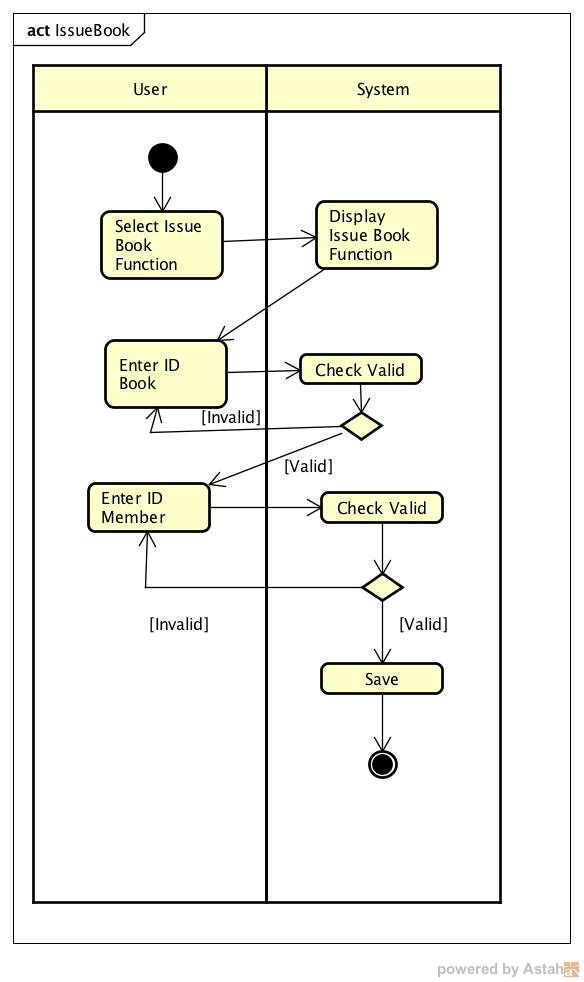 act IssueBook
User
System
Select Issue
Book
Function
Display
Issue Book
Function
Enter ID
Book
Check Valid
[Invalid]
[Valid]
Enter ID
Member
Check Valid
[Invalid]
[Valid]
Save
powered by Astah